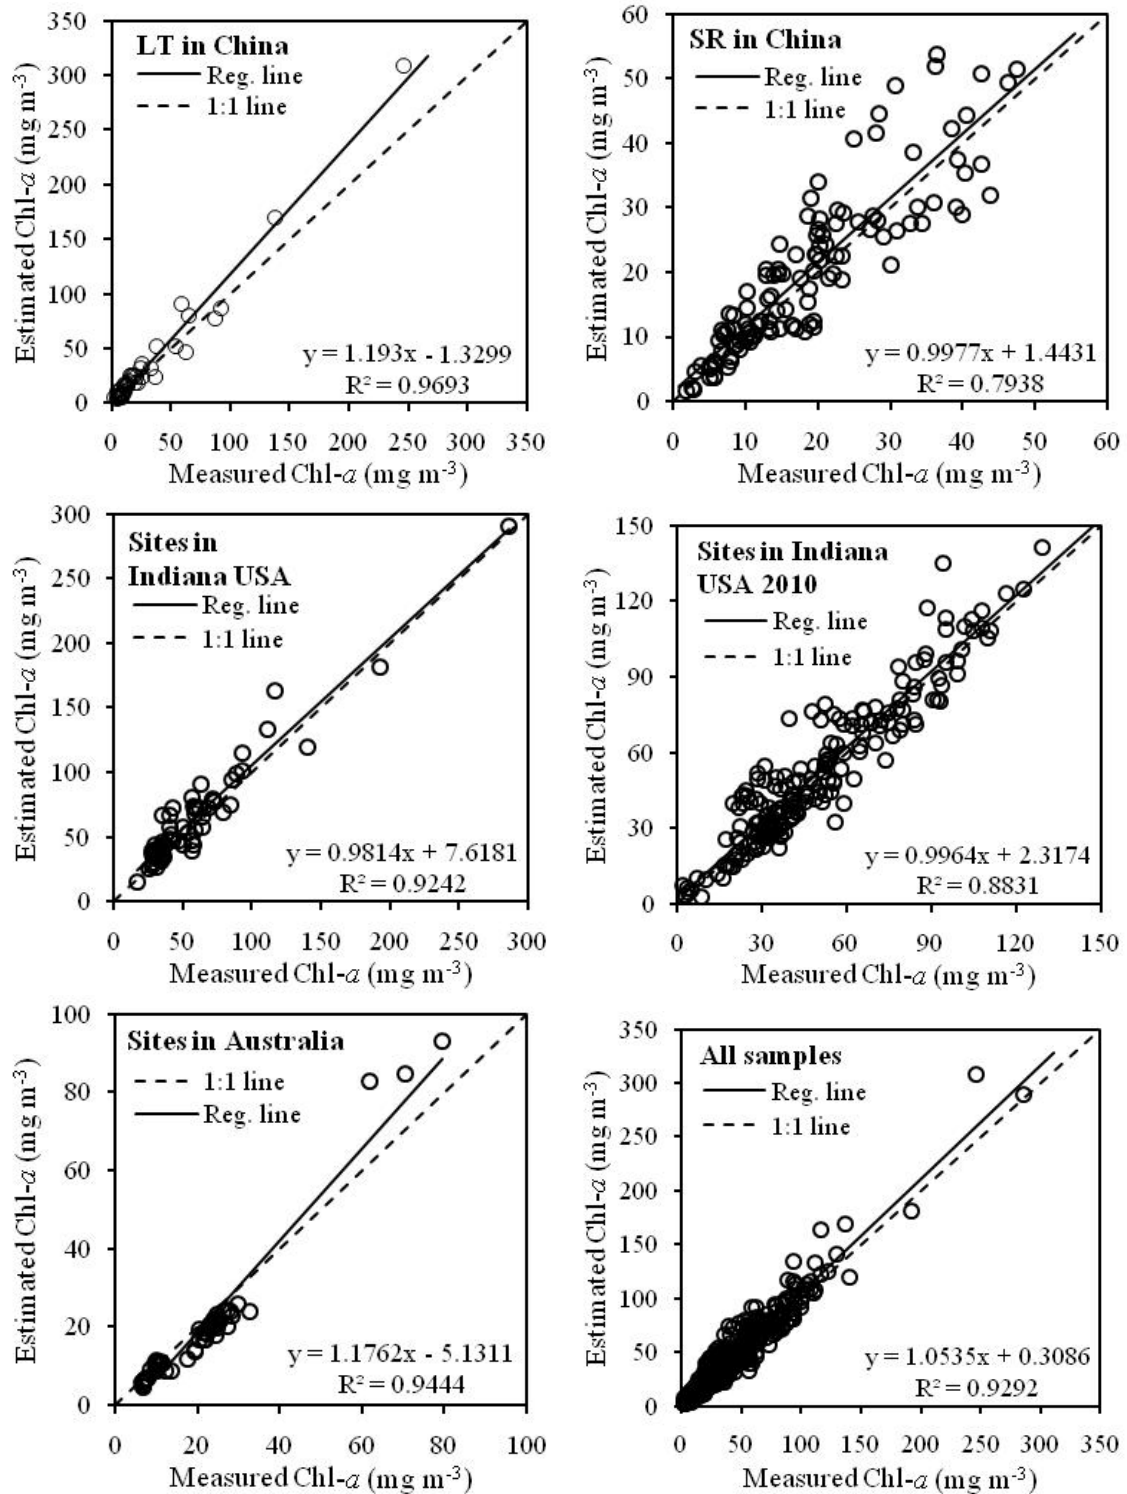 LT in China
Reg. line
1:1 line
350
300
250
200
150
100
50
0
Estimated Chl-a (mg m-3)
y = 1.193x - 1.3299
R² = 0.9693
0 50 100 150 200 250 300 350
Measured Chl-a (mg m-3)
SR in China
Reg. line
1:1 line
60
50
40
30
20
10
0
Estimated Chl-a (mg m-3)
y = 0.9977x + 1.4431
R² = 0.7938
0 10 20 30 40 50 60
Measured Chl-a (mg m-3)
Sites in
Indiana USA
Reg. line
1:1 line
300
250
200
150
100
50
0
Estimated Chl-a (mg m-3)
y = 0.9814x + 7.6181
R² = 0.9242
0 50 100 150 200 250 300
Measured Chl-a (mg m-3)
Sites in Indiana
USA 2010
Reg. line
1:1 line
150
120
90
60
30
0
Estimated Chl-a (mg m-3)
y = 0.9964x + 2.3174
R² = 0.8831
0 30 60 90 120 150
Measured Chl-a (mg m-3)
Sites in Australia
1:1 line
Reg. line
100
80
60
40
20
0
Estimated Chl-a (mg m-3)
y = 1.1762x - 5.1311
R² = 0.9444
0 20 40 60 80 100
Measured Chl-a (mg m-3)
All samples
Reg. line
1:1 line
350
300
250
200
150
100
50
0
Estimated Chl-a (mg m-3)
y = 1.0535x + 0.3086
R² = 0.9292
0 50 100 150 200 250 300 350
Measured Chl-a (mg m-3)